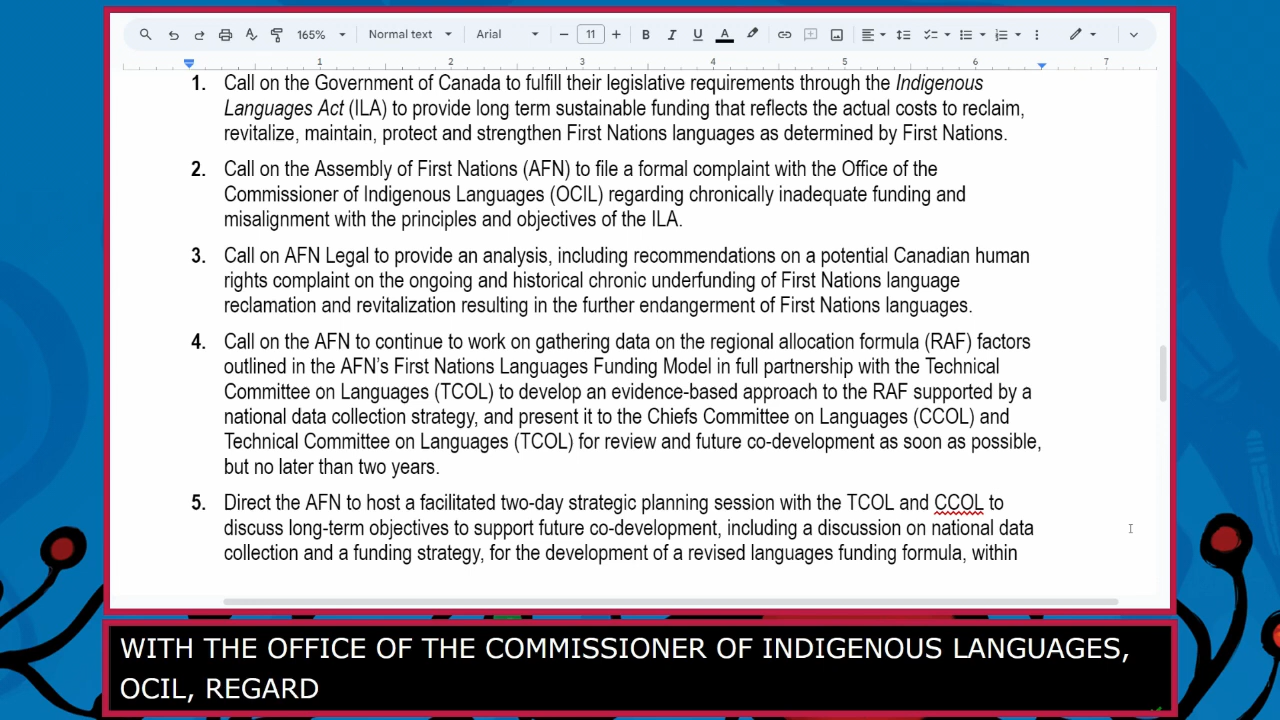 165%
Normal text
Arial
11
B
I
U
A
1
2
3
4
5
6
7
1. Call on the Government of Canada to fulfill their legislative requirements through the Indigenous
Languages Act (ILA) to provide long term sustainable funding that reflects the actual costs to reclaim,
revitalize, maintain, protect and strengthen First Nations languages as determined by First Nations.
2. Call on the Assembly of First Nations (AFN) to file a formal complaint with the Office of the
Commissioner of Indigenous Languages (OCIL) regarding chronically inadequate funding and
misalignment with the principles and objectives of the ILA.
3. Call on AFN Legal to provide an analysis, including recommendations on a potential Canadian human
rights complaint on the ongoing and historical chronic underfunding of First Nations language
reclamation and revitalization resulting in the further endangerment of First Nations languages.
4. Call on the AFN to continue to work on gathering data on the regional allocation formula (RAF) factors
outlined in the AFN’s First Nations Languages Funding Model in full partnership with the Technical
Committee on Languages (TCOL) to develop an evidence-based approach to the RAF supported by a
national data collection strategy, and present it to the Chiefs Committee on Languages (CCOL) and
Technical Committee on Languages (TCOL) for review and future co-development as soon as possible,
but no later than two years.
5. Direct the AFN to host a facilitated two-day strategic planning session with the TCOL and CCOL to
discuss long-term objectives to support future co-development, including a discussion on national data
collection and a funding strategy, for the development of a revised languages funding formula, within
WITH THE OFFICE OF THE COMMISSIONER OF INDIGENOUS LANGUAGES,
OCIL, REGARD